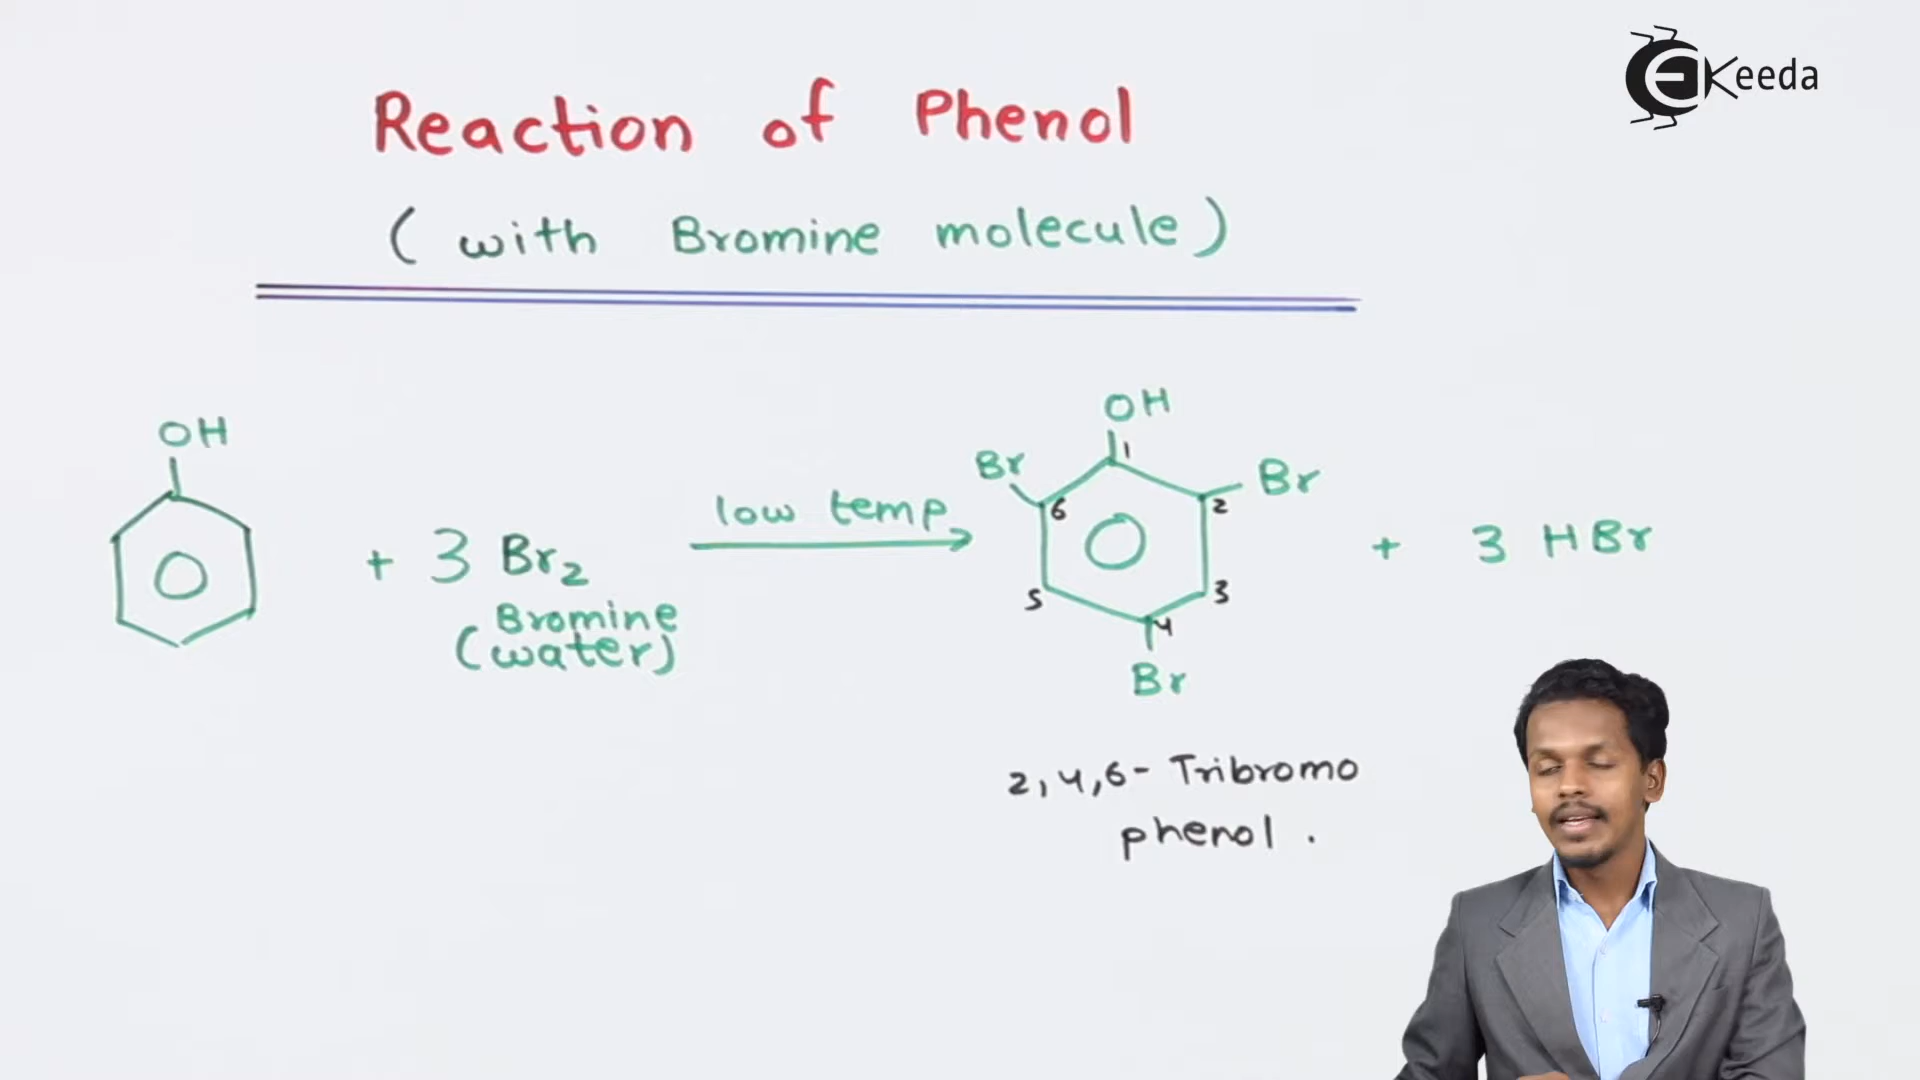 EKeeda
Reaction of Phenol
(with Bromine molecule)
OH
+ 3 Br₂
Bromine
(water)
low temp
OH
Br
Br
1
2
3
4
5
6
Br
+ 3 HBr
2,4,6- Tribromo
phenol .